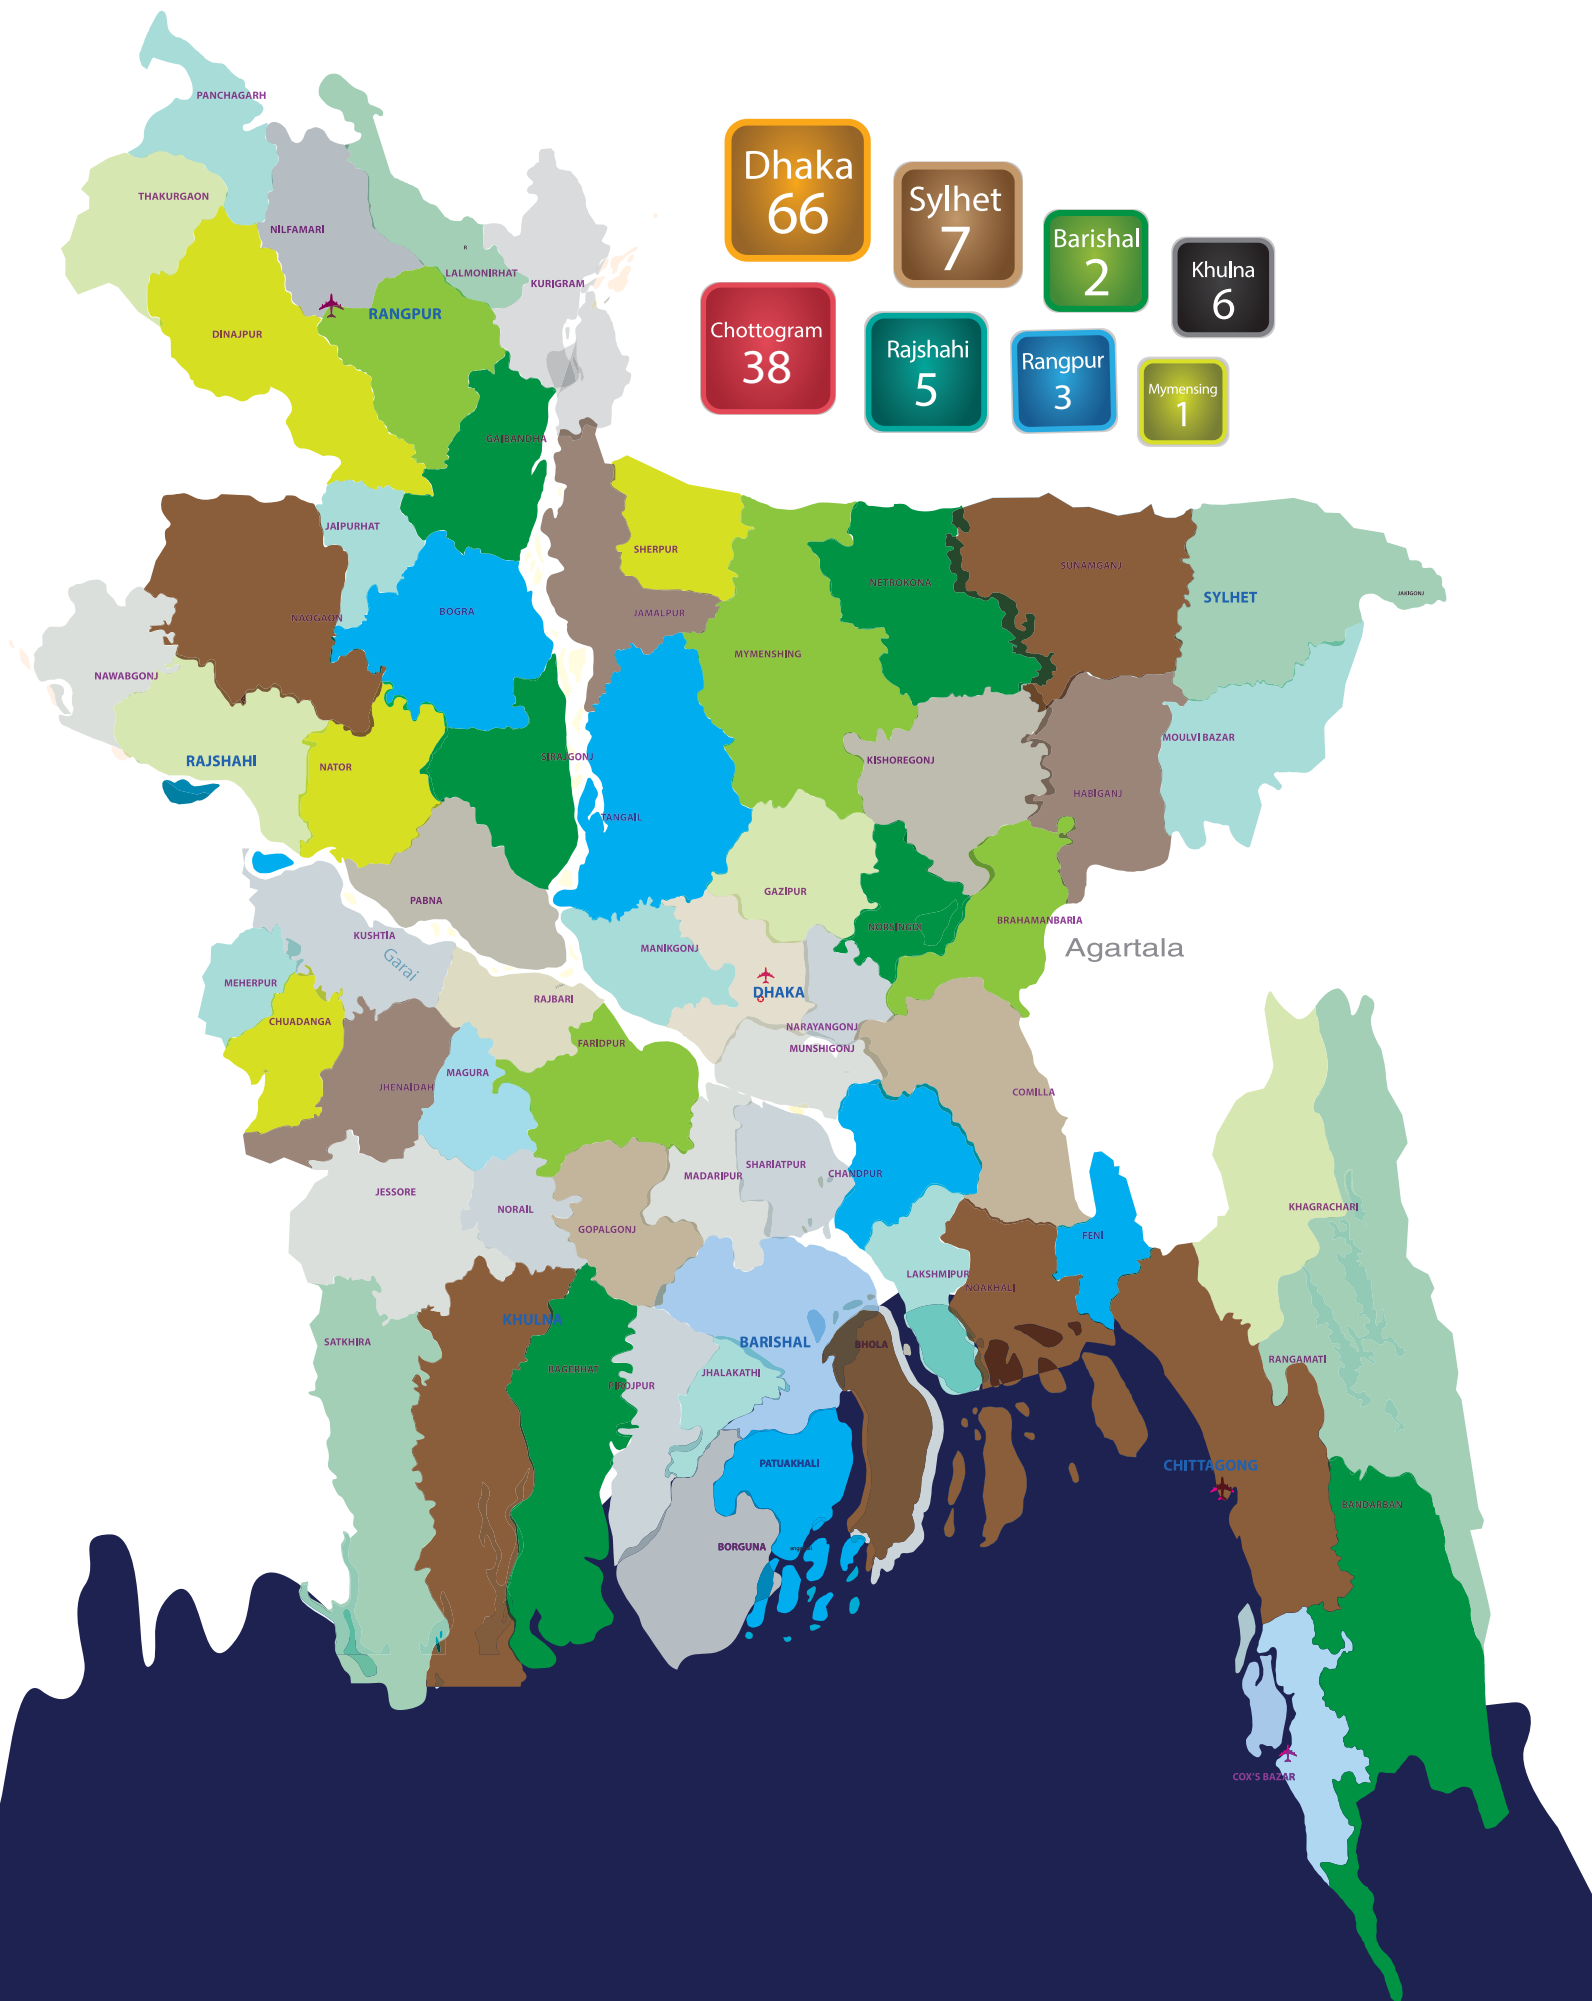 PANCHAGARH
Dhaka
66
Sylhet
7
THAKURGAON
NILFAMARI
Barishal
2
R
LALMONIRHAT
KURIGRAM
Khulna
6
RANGPUR
DINAJPUR
Chottogram
38
Rajshahi
5
Rangpur
3
Mymensing
1
GAIBANDHA
JAIPURHAT
SHERPUR
NETROKONA
SUNAMGANJ
SYLHET
JAKIGONJ
NAOGAON
BOGRA
JAMALPUR
MYMENSHING
NAWABGONJ
RAJSHAHI
NATOR
SIRAJGONJ
KISHOREGONJ
MOULVI BAZAR
HABIGANJ
TANGAIL
PABNA
GAZIPUR
NORSINGDI
BRAHAMANBARIA
Agartala
KUSHTIA
Garai
MANIKGONJ
MEHERPUR
DHAKA
RAJBARI
CHUADANGA
NARAYANGONJ
FARIDPUR
MUNSHIGONJ
MAGURA
JHENAIDAH
COMILLA
SHARIATPUR
MADARIPUR
CHANDPUR
JESSORE
NORAIL
GOPALGONJ
KHAGRACHARI
FENI
LAKSHMIPUR
NOAKHALI
KHULNA
SATKHIRA
BARISHAL
BHOLA
RANGAMATI
BAGERHAT
PIROJPUR
JHALAKATHI
PATUAKHALI
CHITTAGONG
BANDARBAN
BORGUNA
COX'S BAZAR